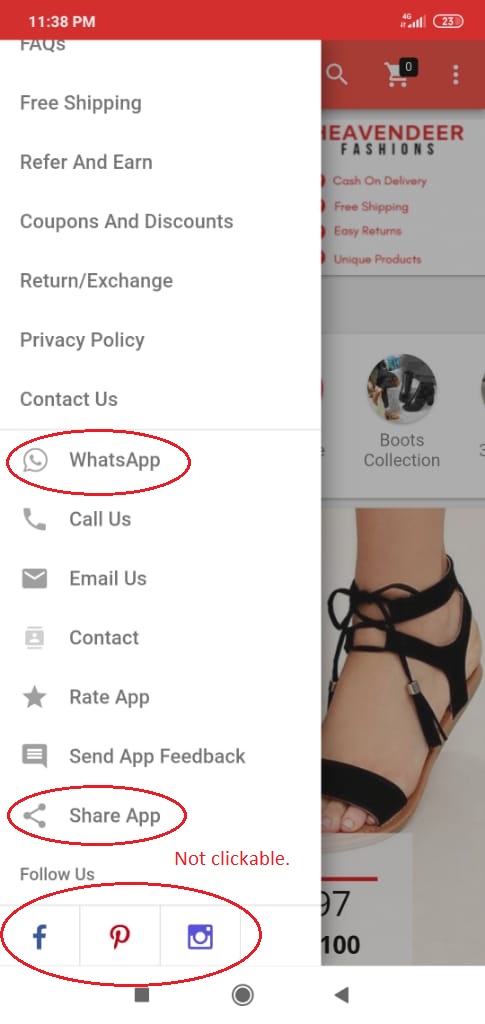 11:38 PM
4G
23
FAQs
0
Free Shipping
HEAVENDEER
FASHIONS
Refer And Earn
Cash On Delivery
Free Shipping
Coupons And Discounts
Easy Returns
Unique Products
Return/Exchange
Privacy Policy
Contact Us
Boots
Collection
WhatsApp
Call Us
Email Us
Contact
Rate App
Send App Feedback
Share App
Not clickable.
Follow Us
97
100